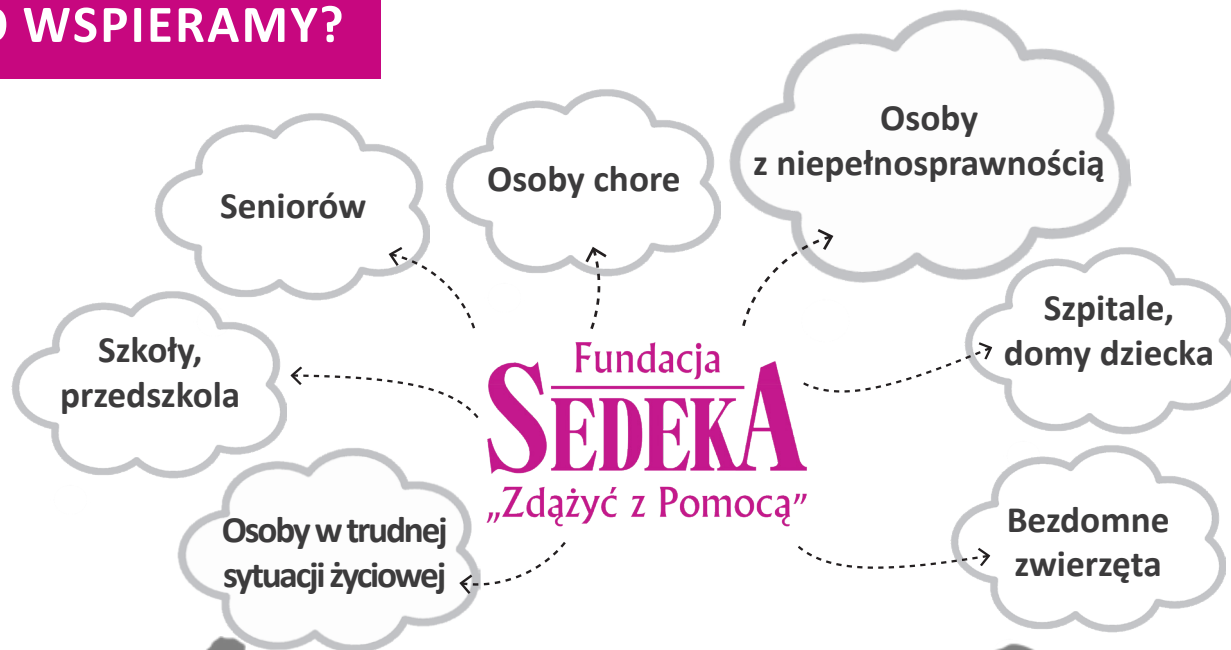 O WSPIERAMY?
Osoby
z niepełnosprawnością
Osoby chore
Seniorów
Szpitale,
domy dziecka
Szkoły,
przedszkola
Fundacja
SEDEKA
„Zdążyć z Pomocą”
Osoby w trudnej
sytuacji życiowej
Bezdomne
zwierzęta